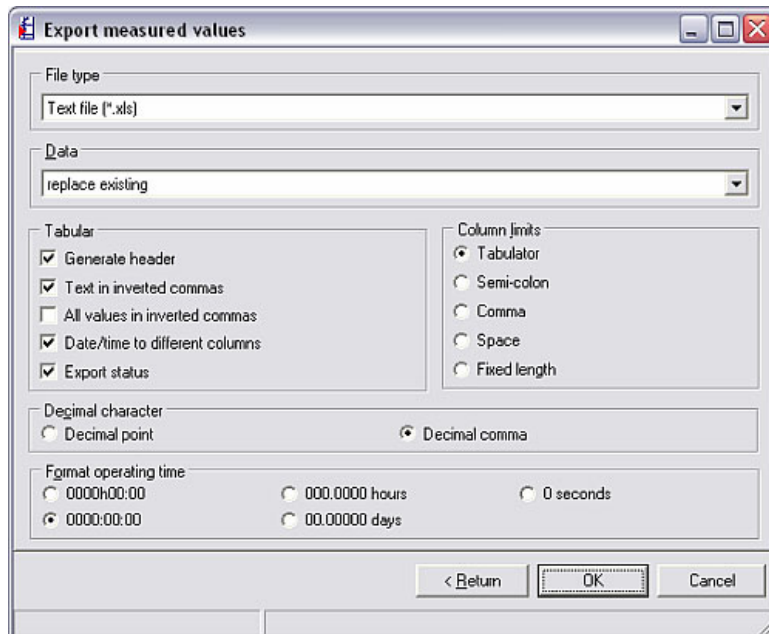 Export measured values
File type
Text file (*.xls)
Data
replace existing
Tabular
Generate header
Text in inverted commas
All values in inverted commas
Date/time to different columns
Export status
Column limits
Tabulator
Semi-colon
Comma
Space
Fixed length
Decimal character
Decimal point
Decimal comma
Format operating time
0000h00:00
000.0000 hours
0 seconds
0000:00:00
00.00000 days
< Return
OK
Cancel